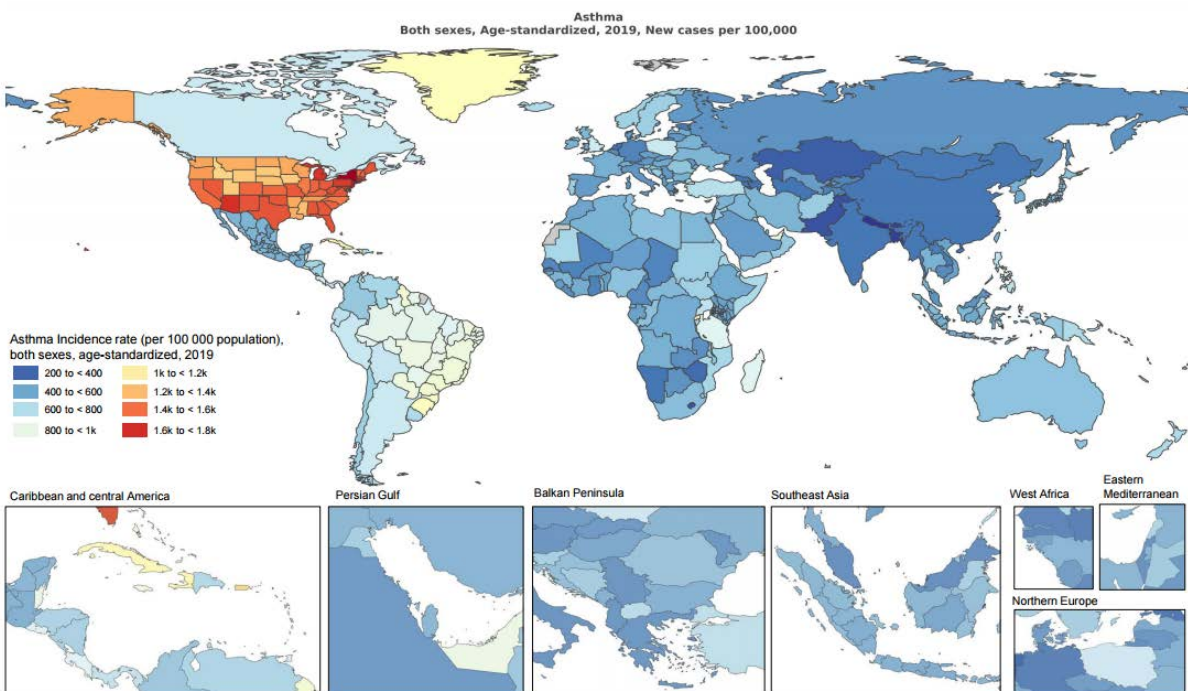 Asthma
Both sexes, Age-standardized, 2019, New cases per 100,000
Asthma Incidence rate (per 100 000 population),
both sexes, age-standardized, 2019
200 to < 400
1k to < 1.2k
400 to < 600
1.2k to < 1.4k
600 to < 800
1.4k to < 1.6k
800 to < 1k
1.6k to < 1.8k
Caribbean and central America
Persian Gulf
Balkan Peninsula
Southeast Asia
West Africa
Eastern
Mediterranean
Northern Europe